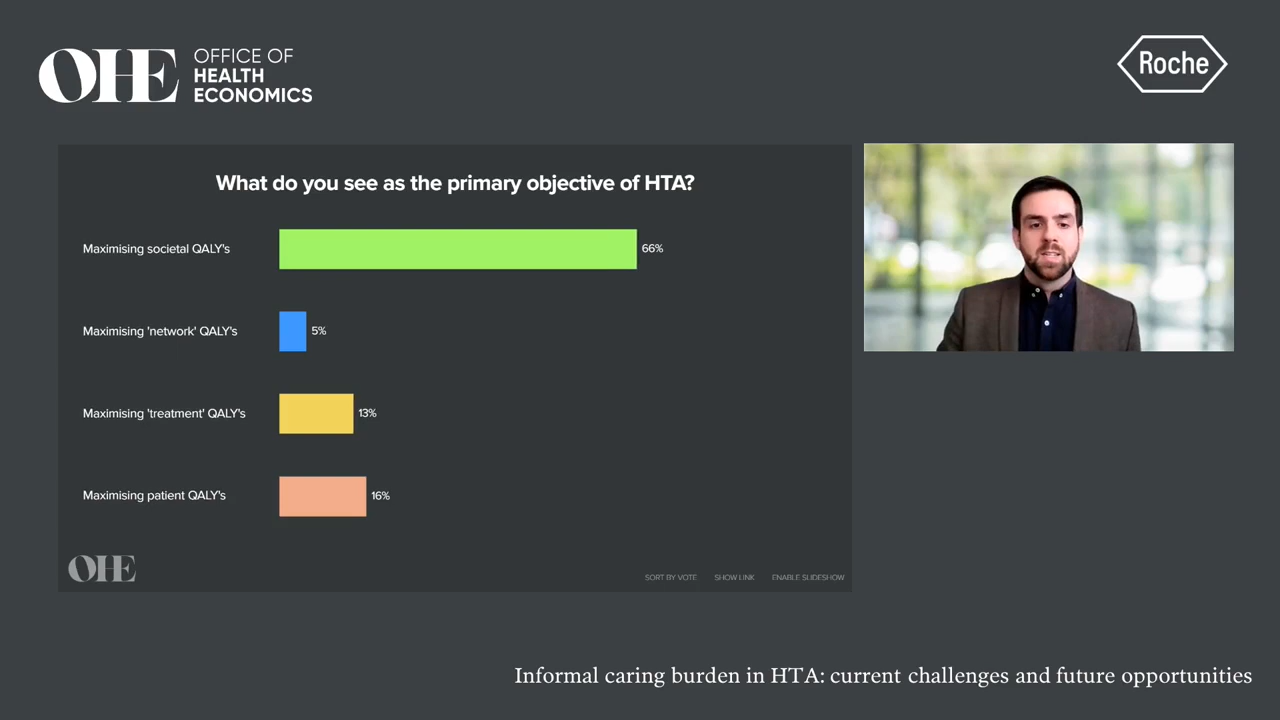 OHE
OFFICE OF
HEALTH
ECONOMICS
Roche
What do you see as the primary objective of HTA?
Maximising societal QALY's
66%
Maximising 'network' QALY's
5%
Maximising 'treatment' QALY's
13%
Maximising patient QALY's
16%
OHE
SORT BY VOTE SHOW LINK ENABLE SLIDESHOW
Informal caring burden in HTA: current challenges and future opportunities